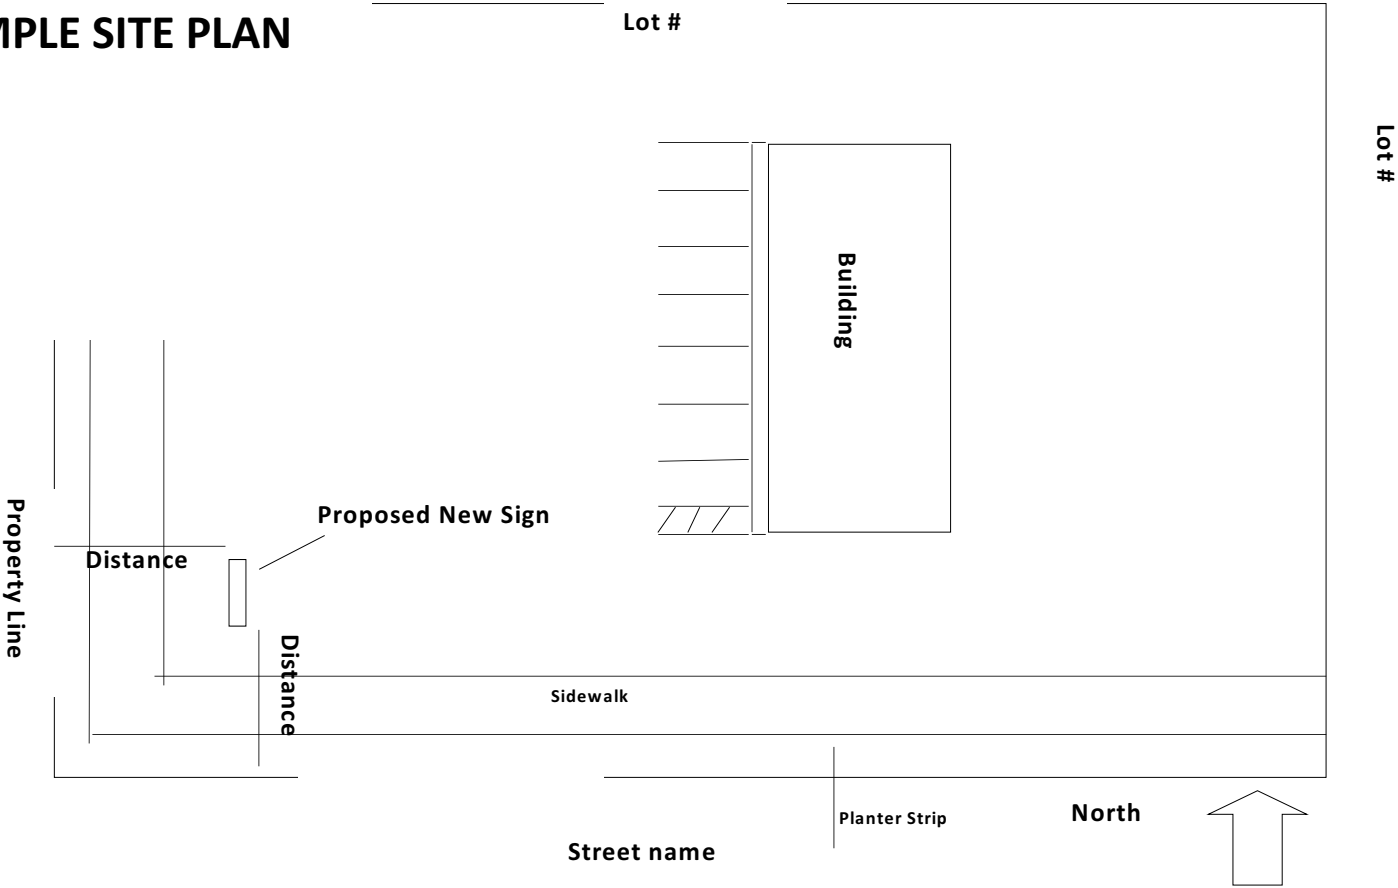 MPLE SITE PLAN
Lot #
Lot #
Building
Proposed New Sign
Property Line
Distance
Distance
Sidewalk
Planter Strip
North
Street name